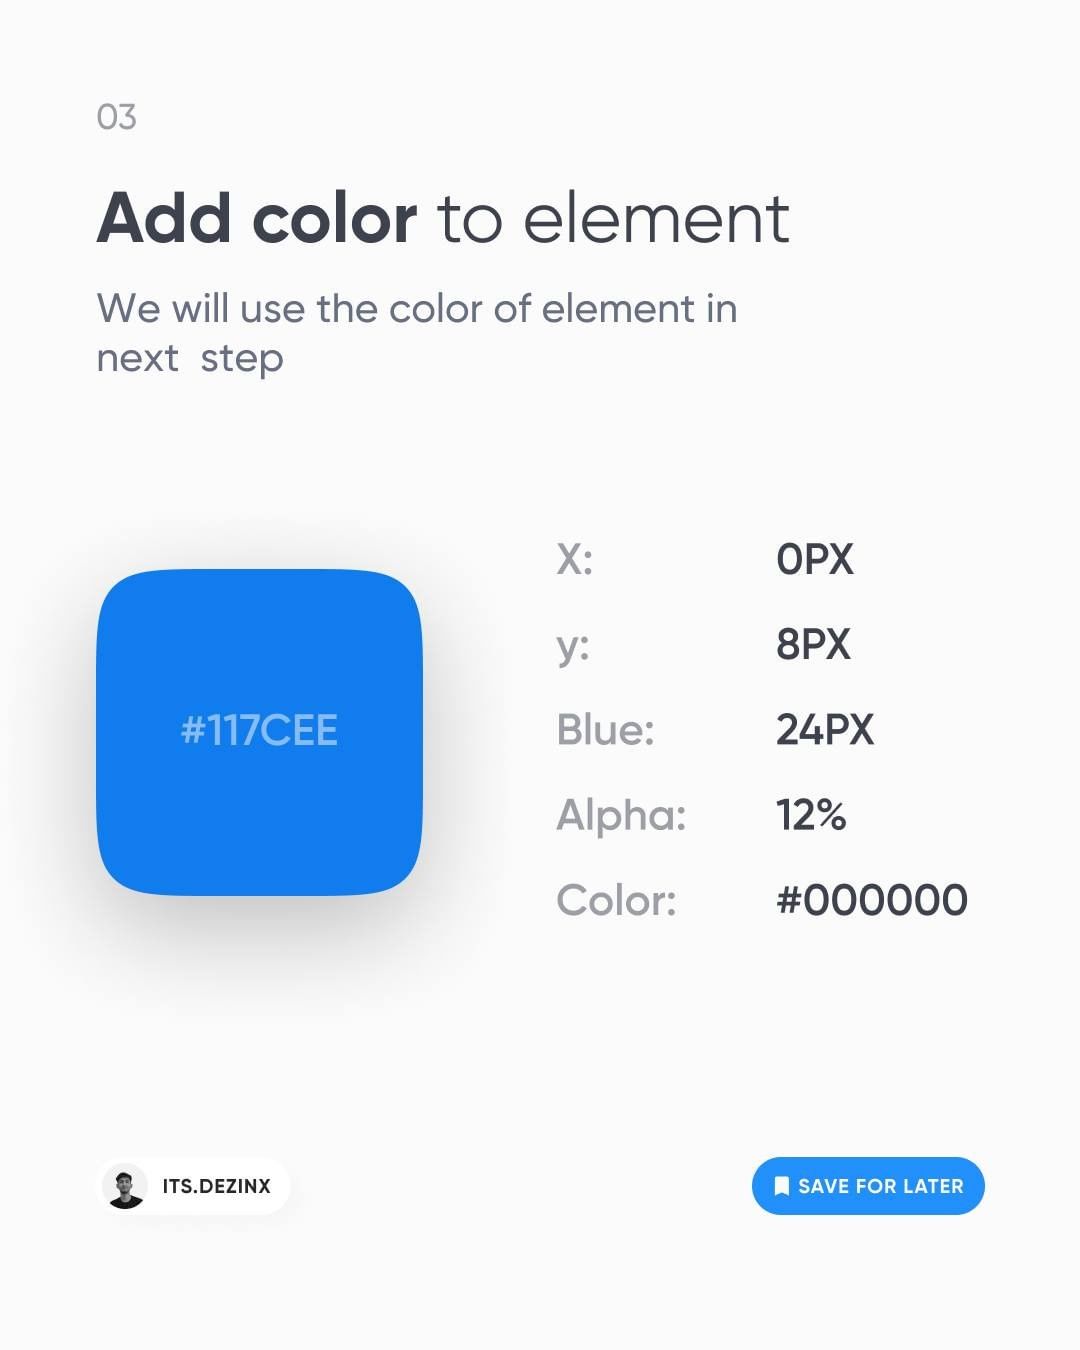 03
Add color to element
We will use the color of element in
next  step
#117CEE
X: 0PX
y: 8PX
Blue: 24PX
Alpha: 12%
Color: #000000
ITS.DEZINX
SAVE FOR LATER